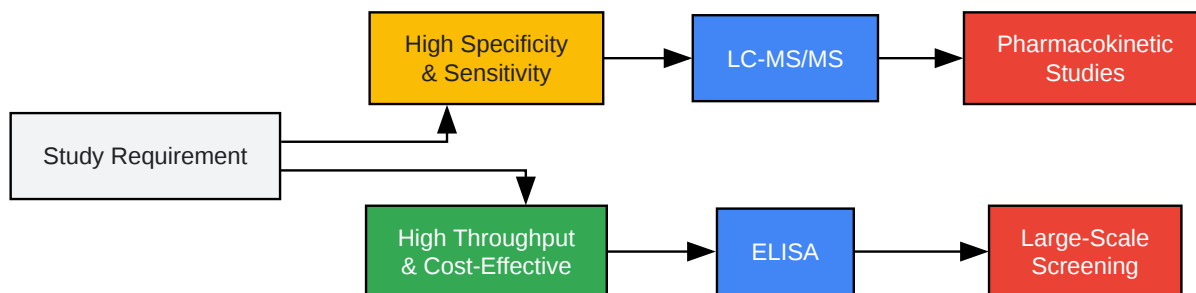 High Specificity
& Sensitivity
LC-MS/MS
Pharmacokinetic
Studies
Study Requirement
High Throughput
& Cost-Effective
ELISA
Large-Scale
Screening